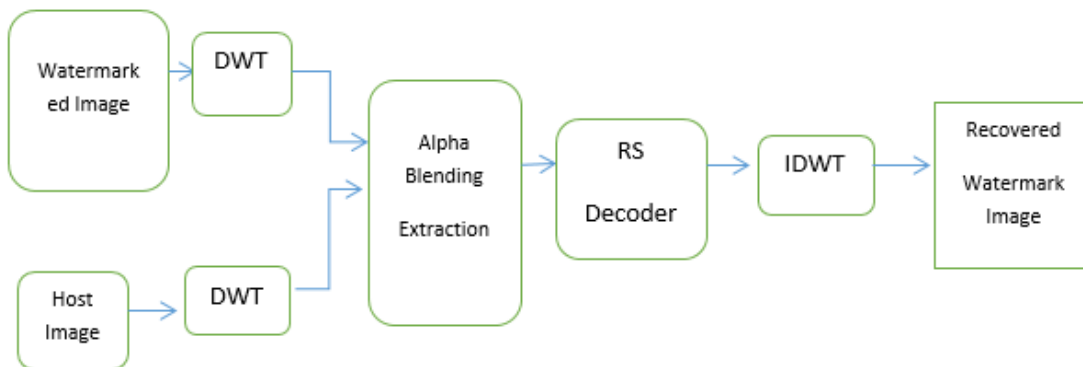 Watermark
ed Image
DWT
Alpha
Blending
Extraction
RS
Decoder
IDWT
Recovered
Watermark
Image
Host
Image
DWT